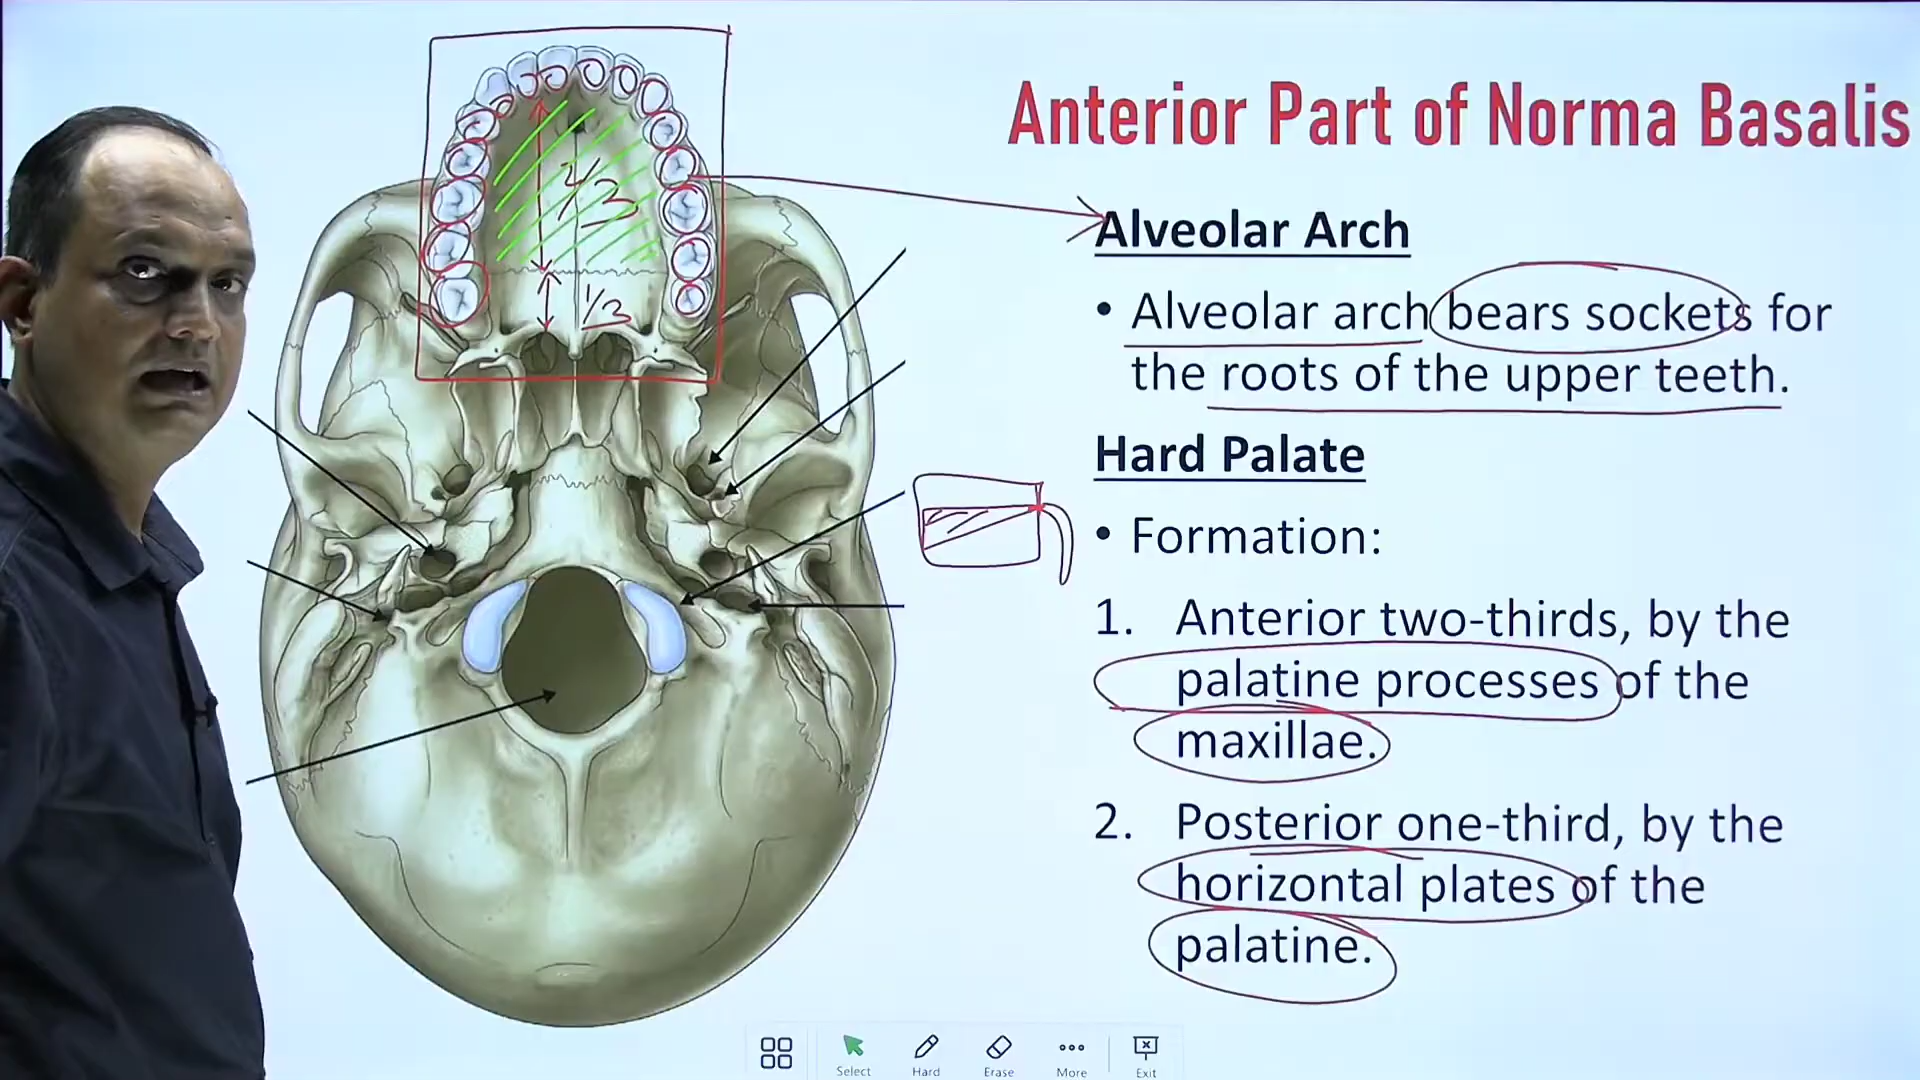 Anterior Part of Norma Basalis
Alveolar Arch
• Alveolar arch bears sockets for
the roots of the upper teeth.
Hard Palate
• Formation:
1. Anterior two-thirds, by the
palatine processes of the
maxillae.
2. Posterior one-third, by the
horizontal plates of the
palatine.
2/3
1/3
Select Hard Erase More Exit